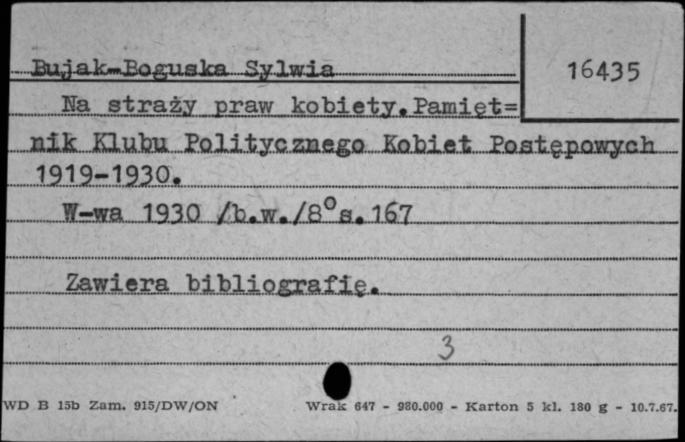 Bujak-Boguska Sylwia
16435
Na straży praw kobiety.Pamięt=
nik Klubu Politycznego Kobiet Postępowych
1919-1930.
W-wa 1930 /b.w./8° s.167
Zawiera bibliografię.
3
WD B 15b Zam. 915/DW/ON Wrak 647 - 980.000 - Karton 5 kl. 180 g - 10.7.67.